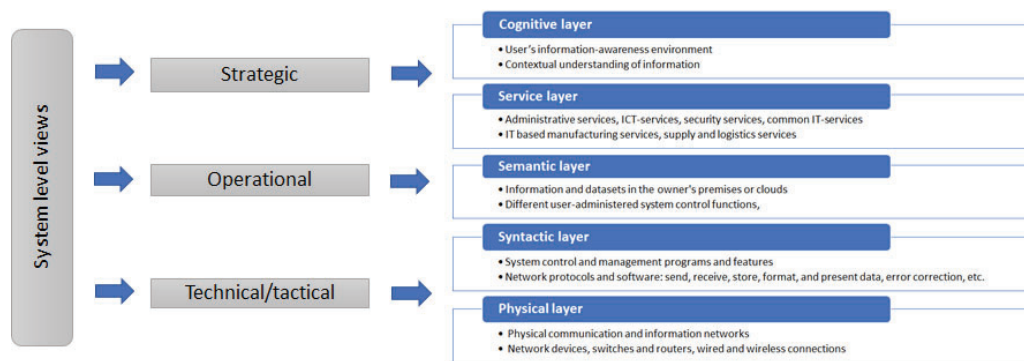 System level views
Strategic
Operational
Technical/tactical
Cognitive layer
• User's information-awareness environment
• Contextual understanding of information
Service layer
• Administrative services, ICT-services, security services, common IT-services
• IT based manufacturing services, supply and logistics services
Semantic layer
• Information and datasets in the owner's premises or clouds
• Different user-administered system control functions,
Syntactic layer
• System control and management programs and features
• Network protocols and software: send, receive, store, format, and present data, error correction, etc.
Physical layer
• Physical communication and information networks
• Network devices, switches and routers, wired and wireless connections